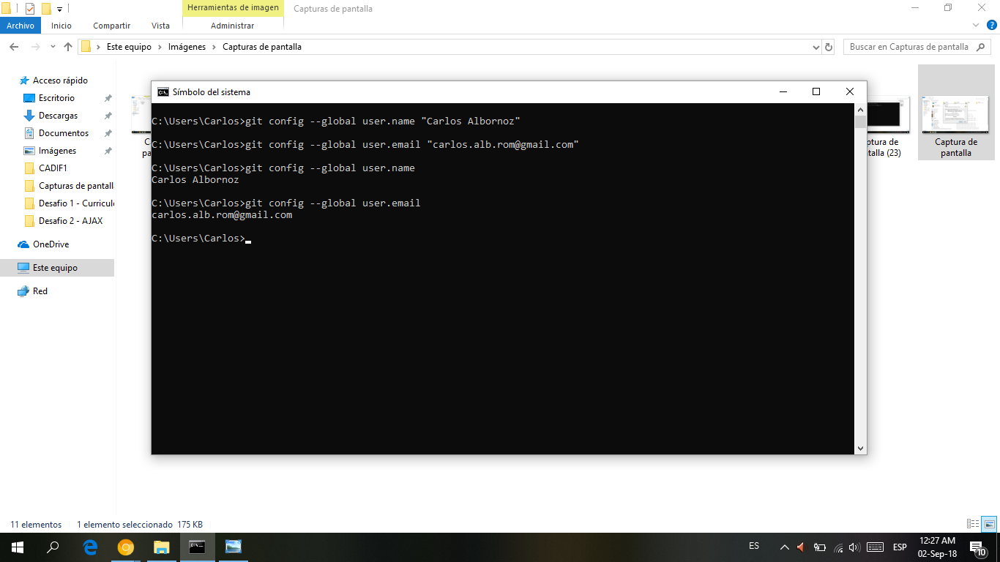 Herramientas de imagen
Capturas de pantalla
Archivo
Inicio
Compartir
Vista
Administrar
Este equipo
Imágenes
Capturas de pantalla
Buscar en Capturas de pantalla
Acceso rápido
Escritorio
Descargas
Documentos
Imágenes
CADIF1
Capturas de pantall
Desafio 1 - Curricul
Desafio 2 - AJAX
OneDrive
Este equipo
Red
C
pa
ptura de
talla (23)
Captura de
pantalla
Símbolo del sistema
C:\Users\Carlos>git config --global user.name "Carlos Albornoz"
C:\Users\Carlos>git config --global user.email "carlos.alb.rom@gmail.com"
C:\Users\Carlos>git config --global user.name
Carlos Albornoz
C:\Users\Carlos>git config --global user.email
carlos.alb.rom@gmail.com
C:\Users\Carlos>
11 elementos
1 elemento seleccionado 175 KB
ES
ESP
12:27 AM
02-Sep-18
10